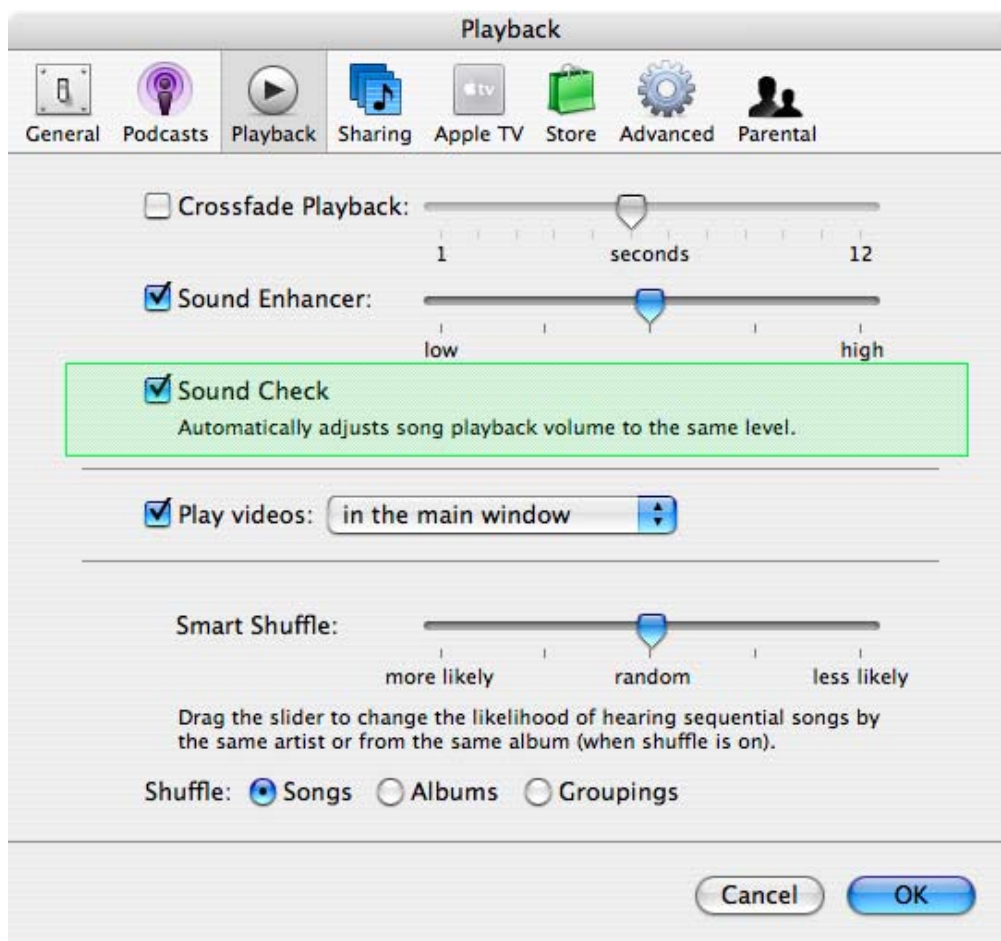 Playback
General Podcasts Playback Sharing Apple TV Store Advanced Parental
tv
Crossfade Playback:
1 seconds 12
Sound Enhancer:
low high
Sound Check
Automatically adjusts song playback volume to the same level.
Play videos: in the main window
Smart Shuffle:
more likely random less likely
Drag the slider to change the likelihood of hearing sequential songs by
the same artist or from the same album (when shuffle is on).
Shuffle: Songs Albums Groupings
Cancel OK